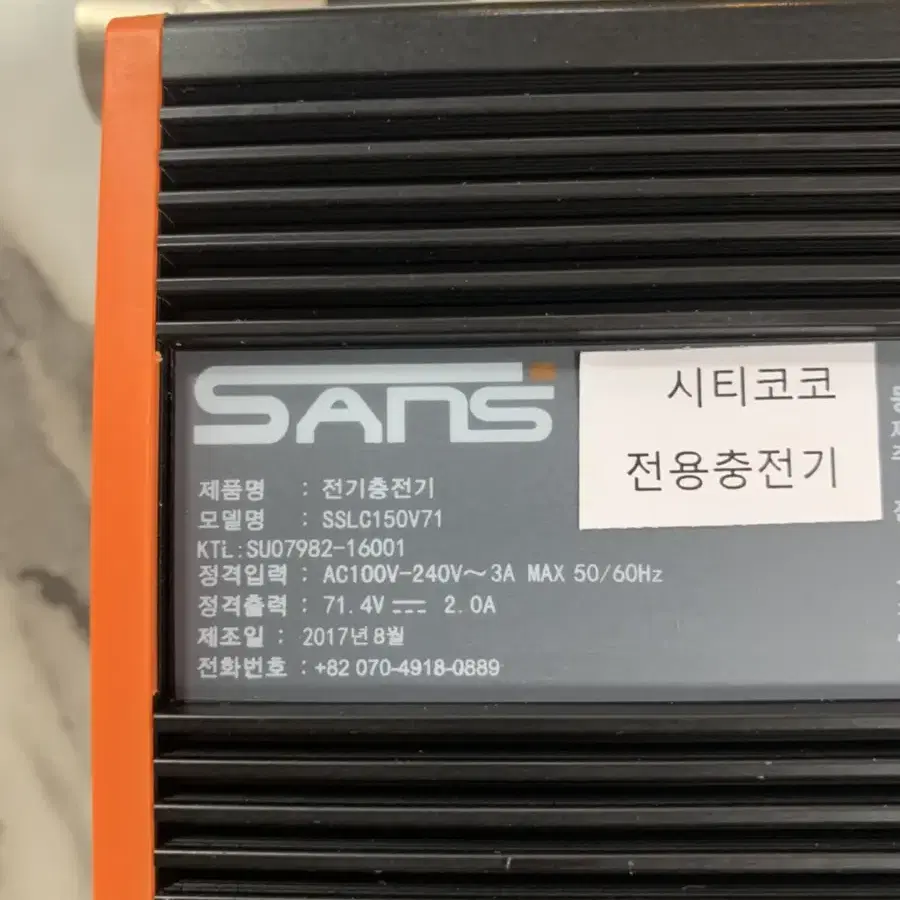 SANS
시티코코
전용충전기
제품명 : 전기충전기
모델명 : SSLC150V71
KTL:SU07982-16001
정격입력 : AC100V-240V~3A MAX 50/60Hz
정격출력 : 71.4V⎓ 2.0A
제조일 : 2017년 8월
전화번호 : +82 070-4918-0889